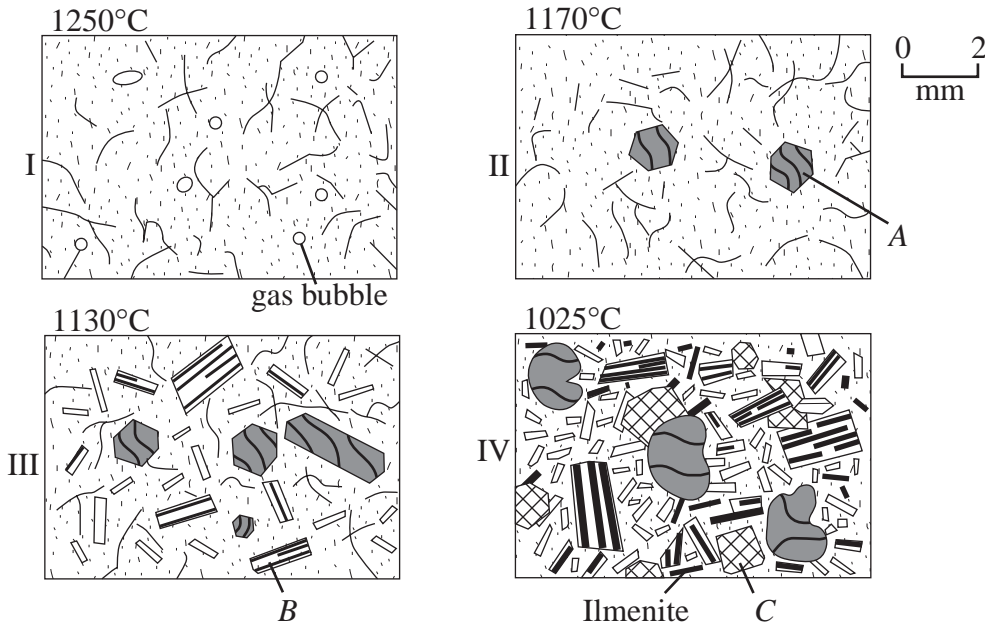 1250°C
1170°C
0 2
mm
I
II
A
gas bubble
1130°C
1025°C
III
IV
B
Ilmenite
C